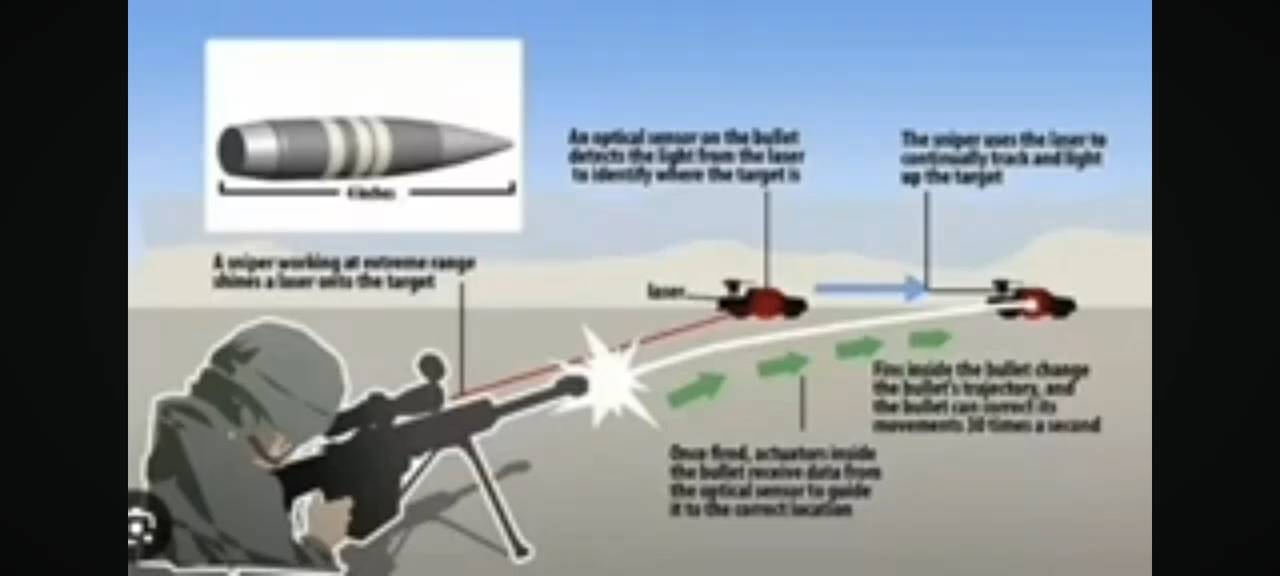 4 inches
An optical sensor on the bullet
detects the light from the laser
to identify where the target is
The sniper uses the laser to
continually track and light
up the target
A sniper working at extreme range
shines a laser onto the target
laser
Fins inside the bullet change
the bullet's trajectory, and
the bullet can correct its
movements 30 times a second
Once fired, actuators inside
the bullet receive data from
the optical sensor to guide
it to the correct location